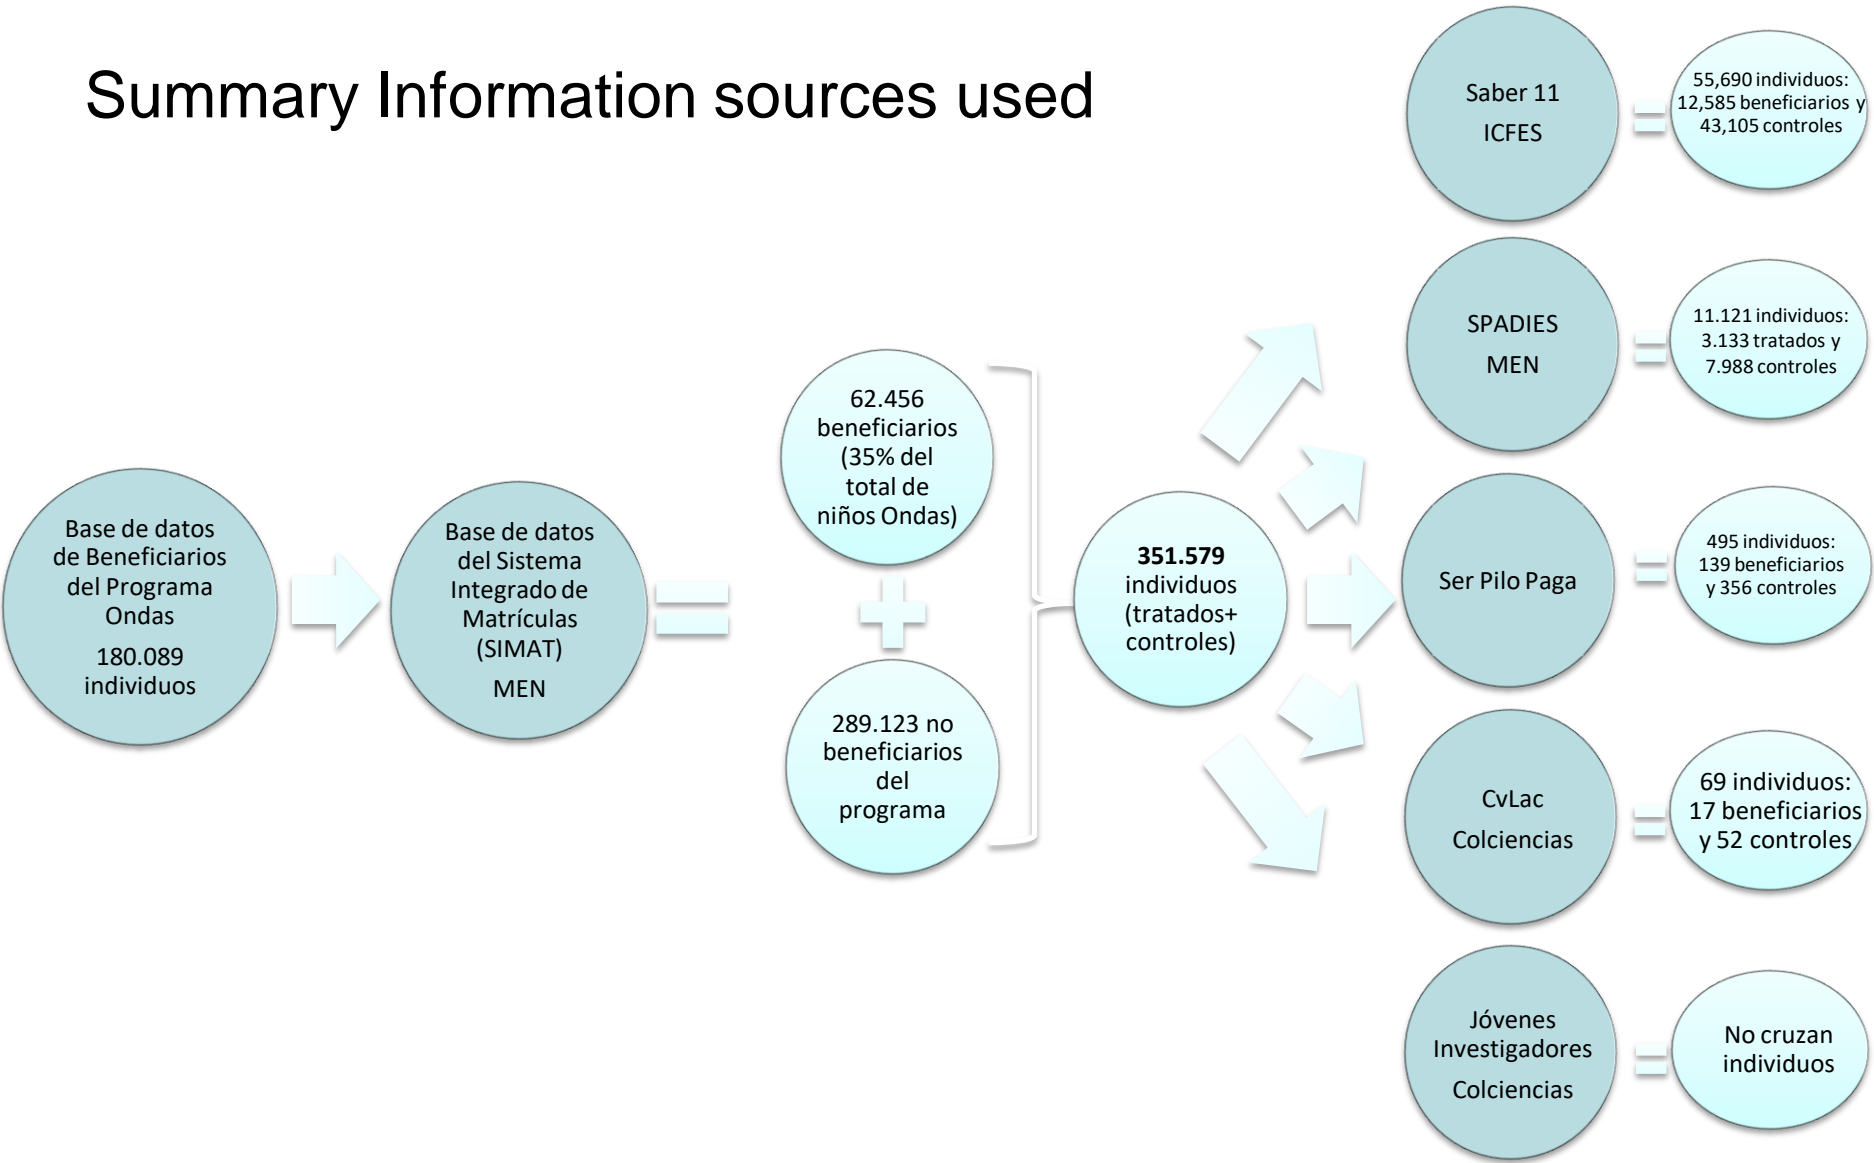 Summary Information sources used
Base de datos
de Beneficiarios
del Programa
Ondas
180.089
individuos
Base de datos
del Sistema
Integrado de
Matrículas
(SIMAT)
MEN
62.456
beneficiarios
(35% del
total de
niños Ondas)
289.123 no
beneficiarios
del
programa
351.579
individuos
(tratados+
controles)
Saber 11
ICFES
55,690 individuos:
12,585 beneficiarios y
43,105 controles
SPADIES
MEN
11.121 individuos:
3.133 tratados y
7.988 controles
Ser Pilo Paga
495 individuos:
139 beneficiarios
y 356 controles
CvLac
Colciencias
69 individuos:
17 beneficiarios
y 52 controles
Jóvenes
Investigadores
Colciencias
No cruzan
individuos